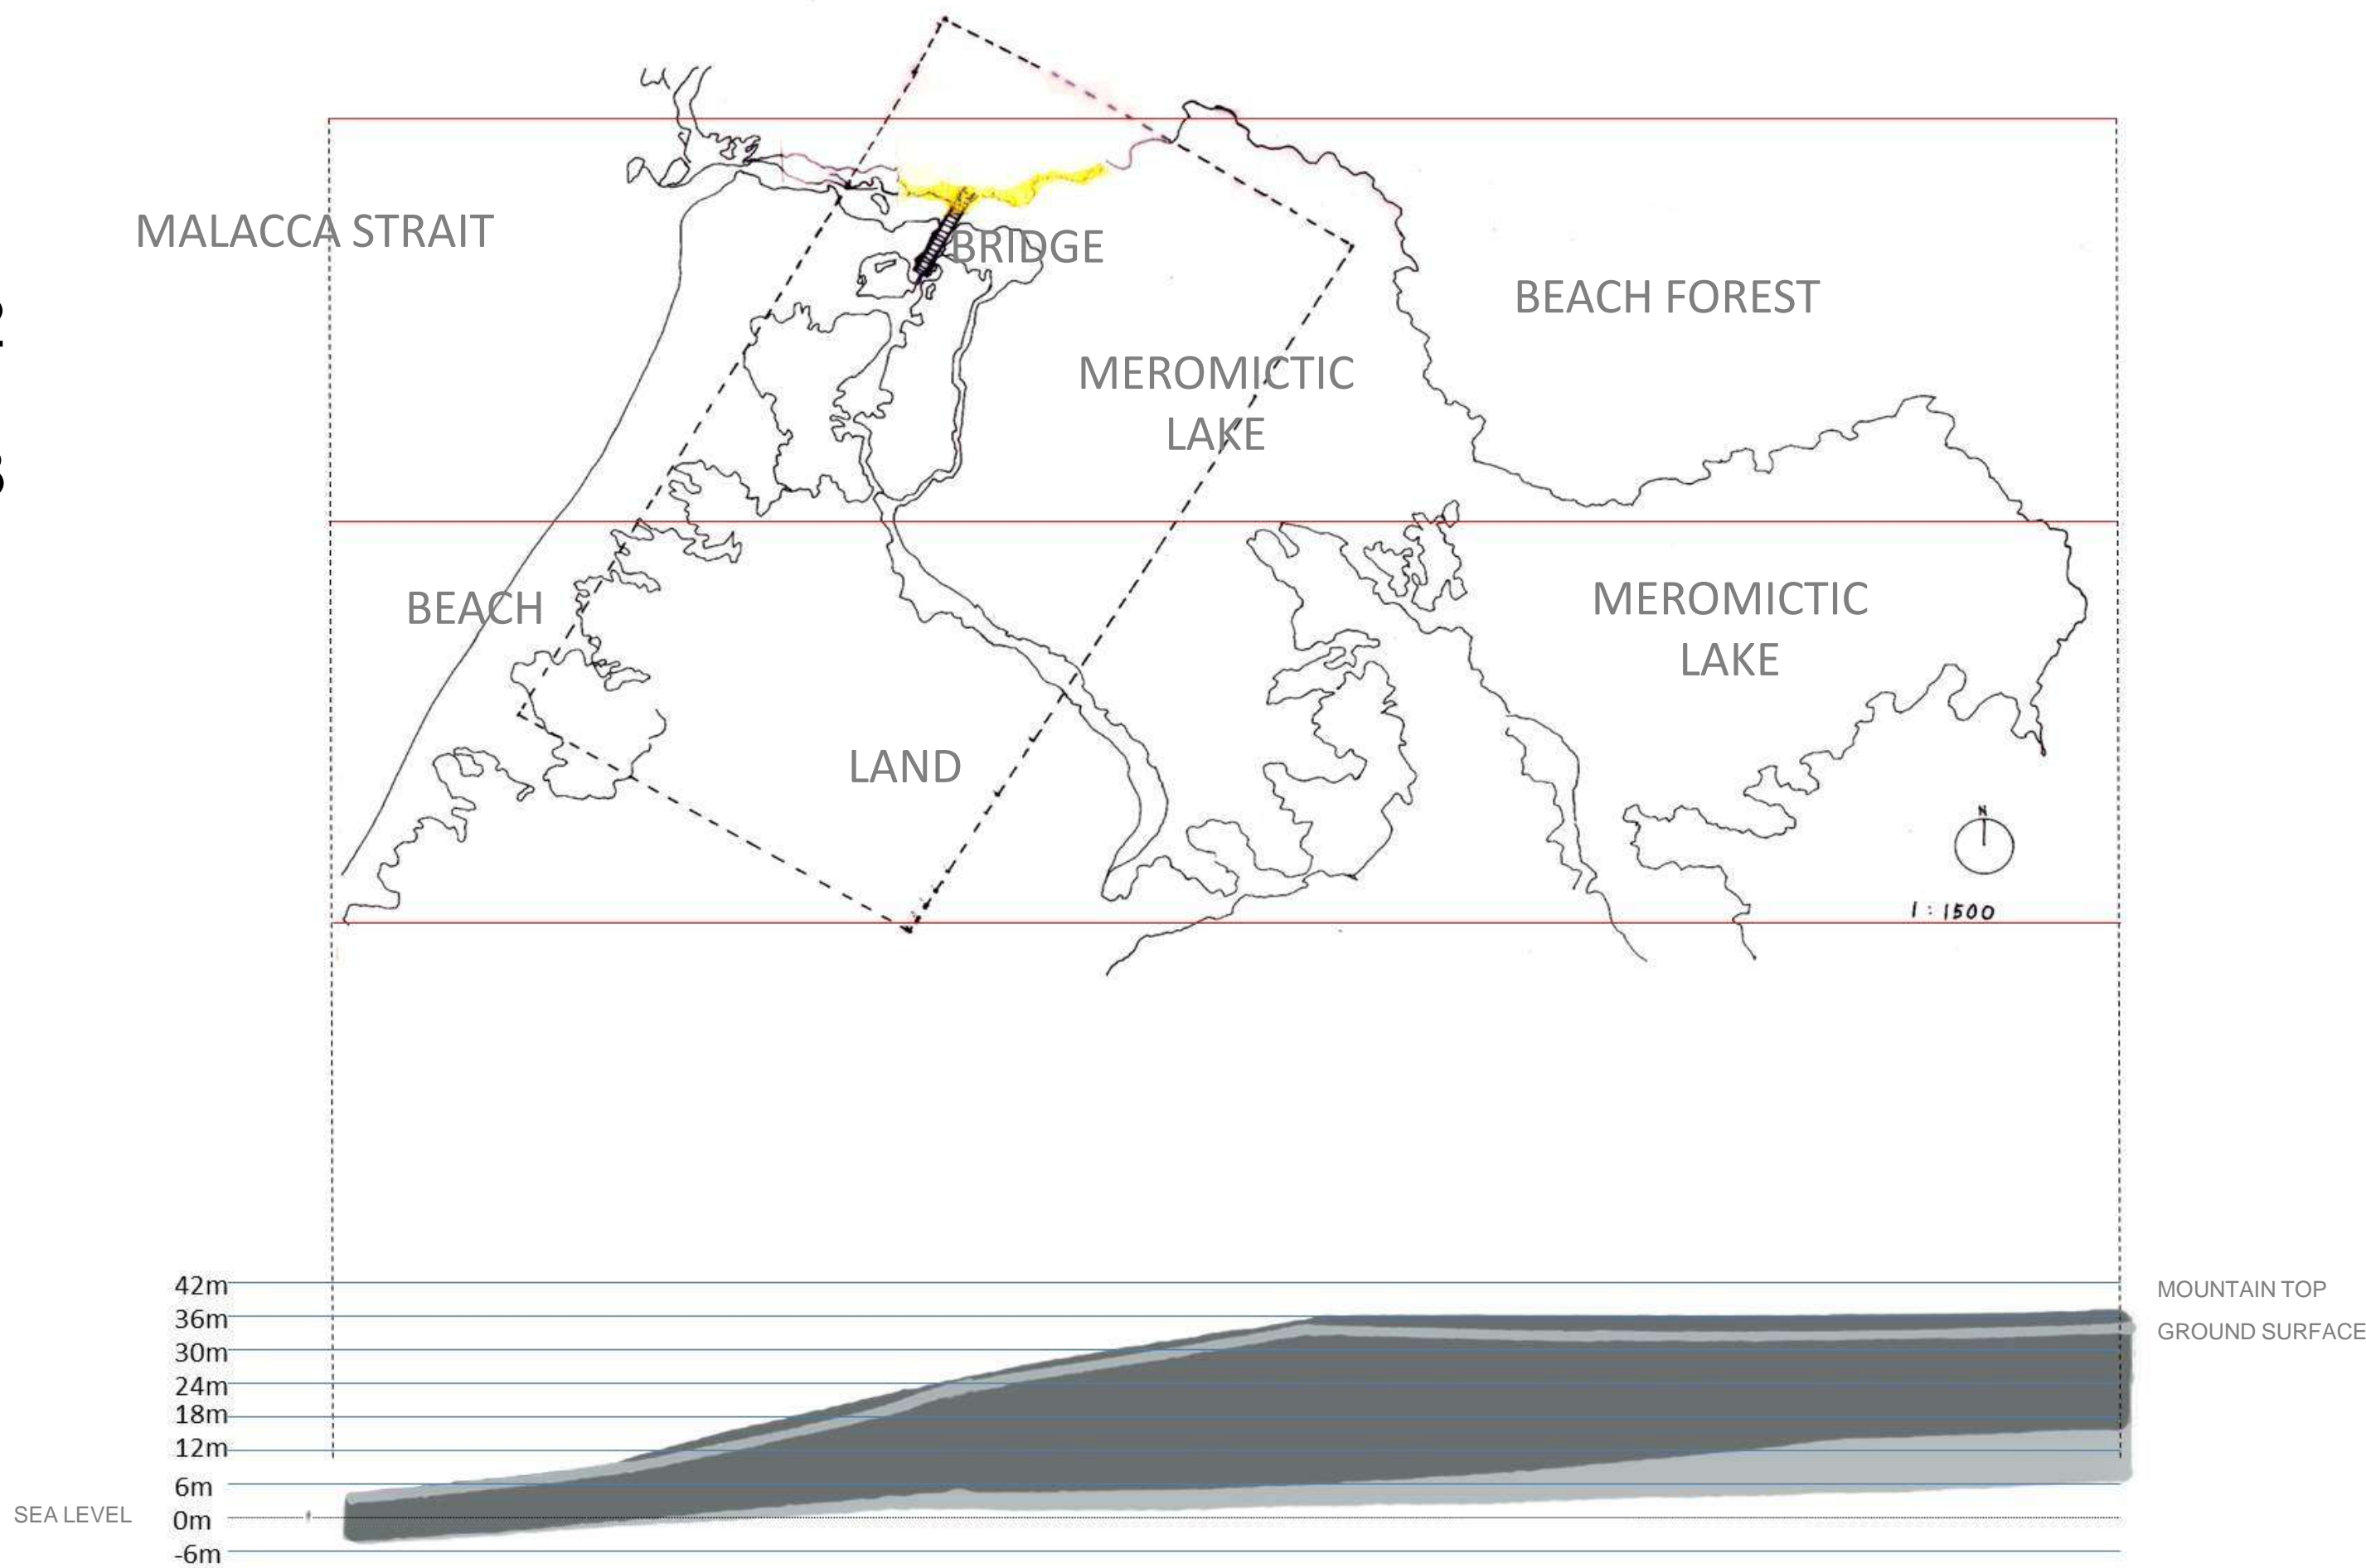 MALACCA STRAIT
BRIDGE
BEACH FOREST
MEROMICTIC
LAKE
BEACH
MEROMICTIC
LAKE
LAND
N
1 : 1500
42m
MOUNTAIN TOP
36m
GROUND SURFACE
30m
24m
18m
12m
6m
SEA LEVEL
0m
-6m